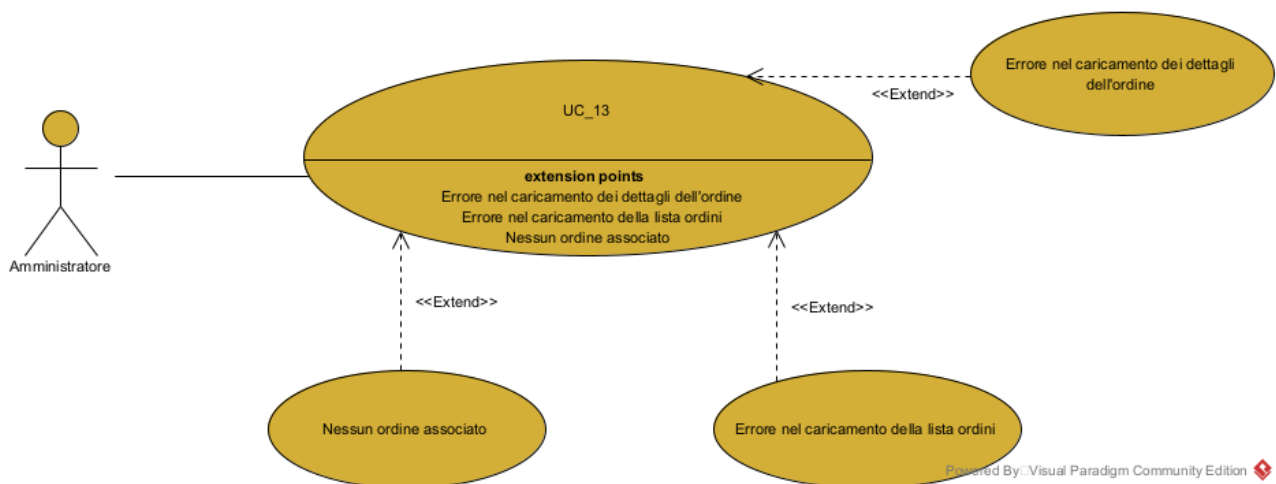 Errore nel caricamento dei dettagli
dell'ordine
<<Extend>>
UC_13
extension points
Errore nel caricamento dei dettagli dell'ordine
Errore nel caricamento della lista ordini
Nessun ordine associato
Amministratore
<<Extend>>
<<Extend>>
Nessun ordine associato
Errore nel caricamento della lista ordini
Powered By Visual Paradigm Community Edition